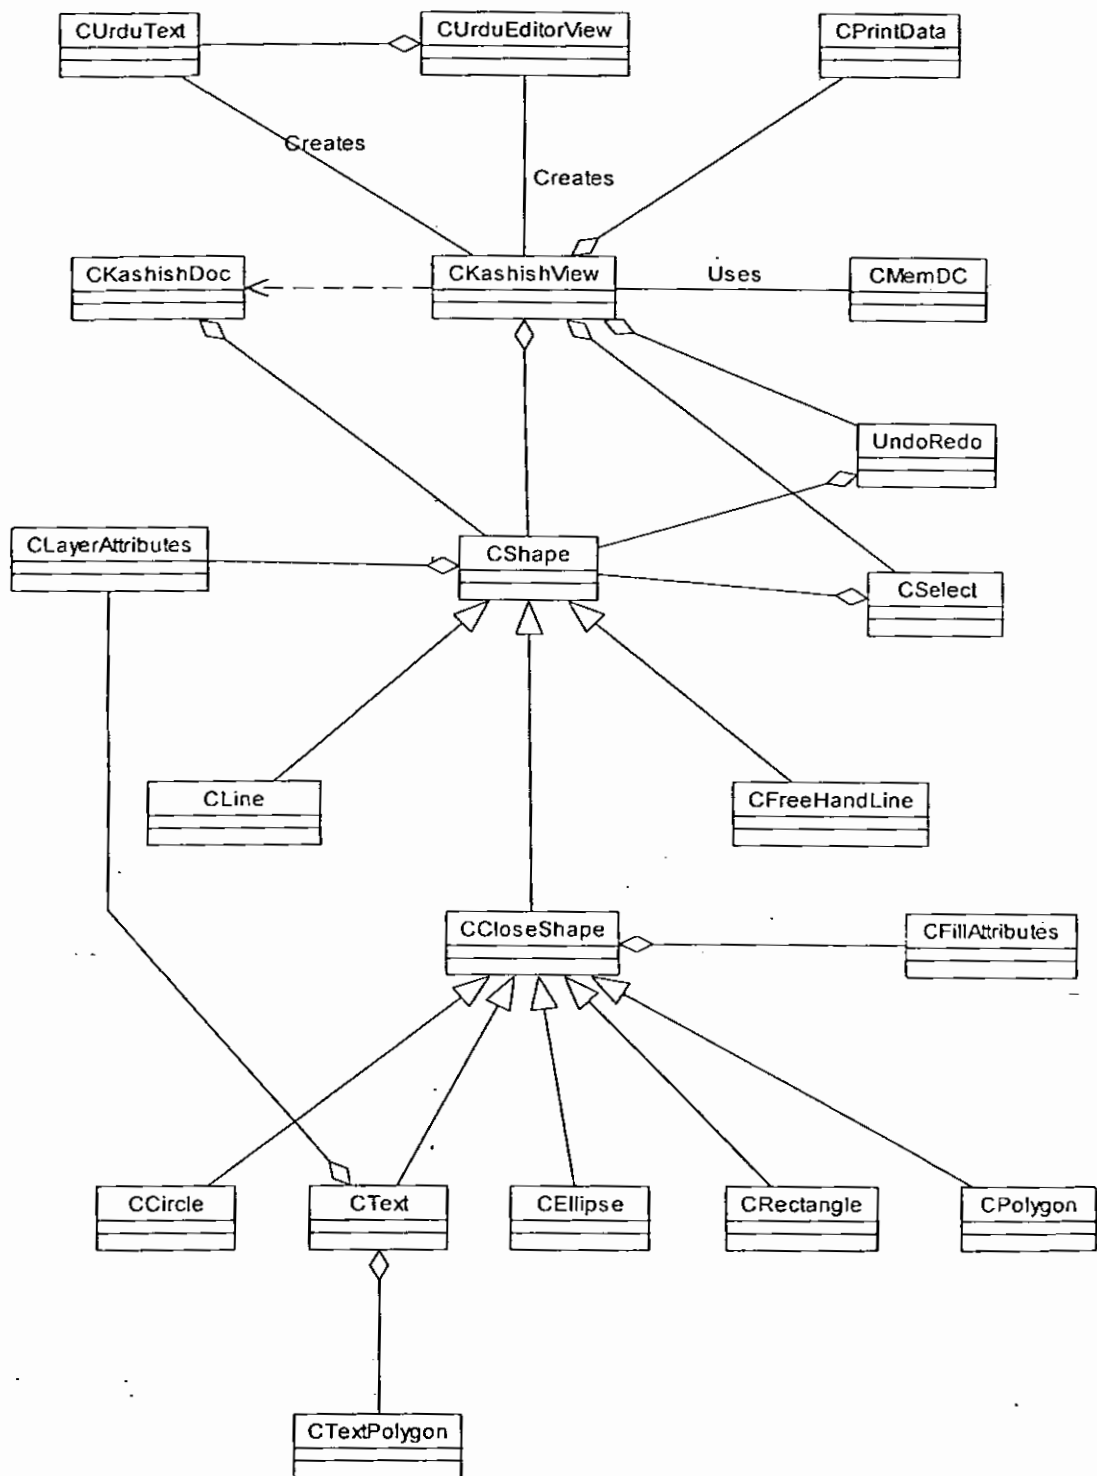 CUrduText
CUrduEditorView
CPrintData
Creates
Creates
CKashishDoc
CKashishView
Uses
CMemDC
UndoRedo
CLayerAttributes
CShape
CSelect
CLine
CFreeHandLine
CCloseShape
CFillAttributes
CCircle
CText
CEllipse
CRectangle
CPolygon
CTextPolygon